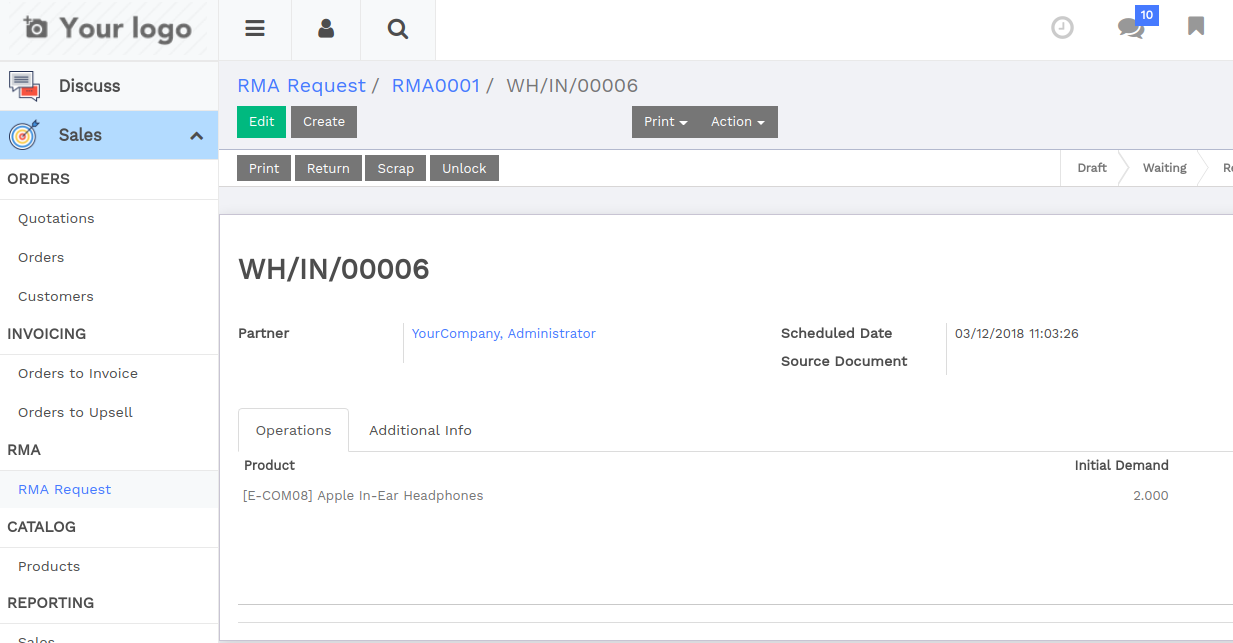 Your logo
10
Discuss
Sales
ORDERS
Quotations
Orders
Customers
INVOICING
Orders to Invoice
Orders to Upsell
RMA
RMA Request
CATALOG
Products
REPORTING
Sales
RMA Request / RMA0001 / WH/IN/00006
Edit Create Print Action
Print Return Scrap Unlock Draft Waiting Re
WH/IN/00006
Partner YourCompany, Administrator Scheduled Date 03/12/2018 11:03:26
Source Document
Operations Additional Info
Product Initial Demand
[E-COM08] Apple In-Ear Headphones 2.000